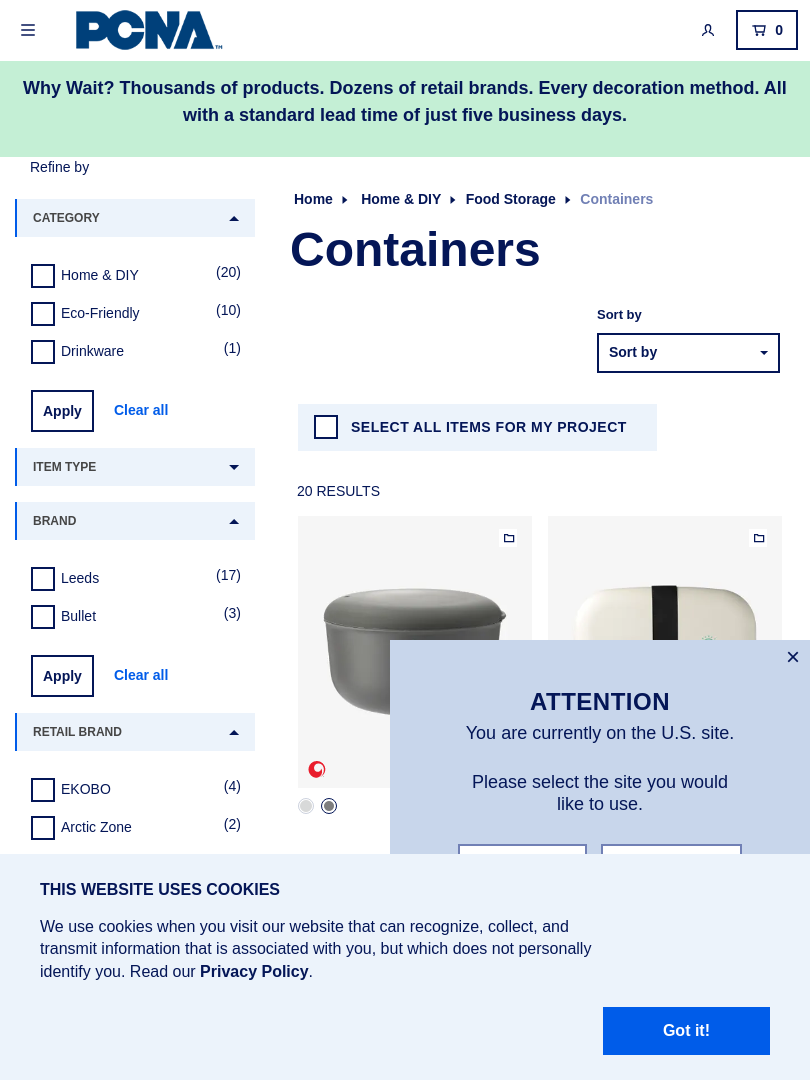 PCNA™
0
Why Wait? Thousands of products. Dozens of retail brands. Every decoration method. All
with a standard lead time of just five business days.
Refine by
Home
Home & DIY
Food Storage
Containers
CATEGORY
Containers
Home & DIY (20)
Eco-Friendly (10)
Drinkware (1)
Sort by
Sort by
Apply Clear all
SELECT ALL ITEMS FOR MY PROJECT
ITEM TYPE
20 RESULTS
BRAND
Leeds (17)
Bullet (3)
Apply Clear all
RETAIL BRAND
EKOBO (4)
Arctic Zone (2)
×
ATTENTION
You are currently on the U.S. site.
Please select the site you would
like to use.
THIS WEBSITE USES COOKIES
We use cookies when you visit our website that can recognize, collect, and
transmit information that is associated with you, but which does not personally
identify you. Read our Privacy Policy.
Got it!